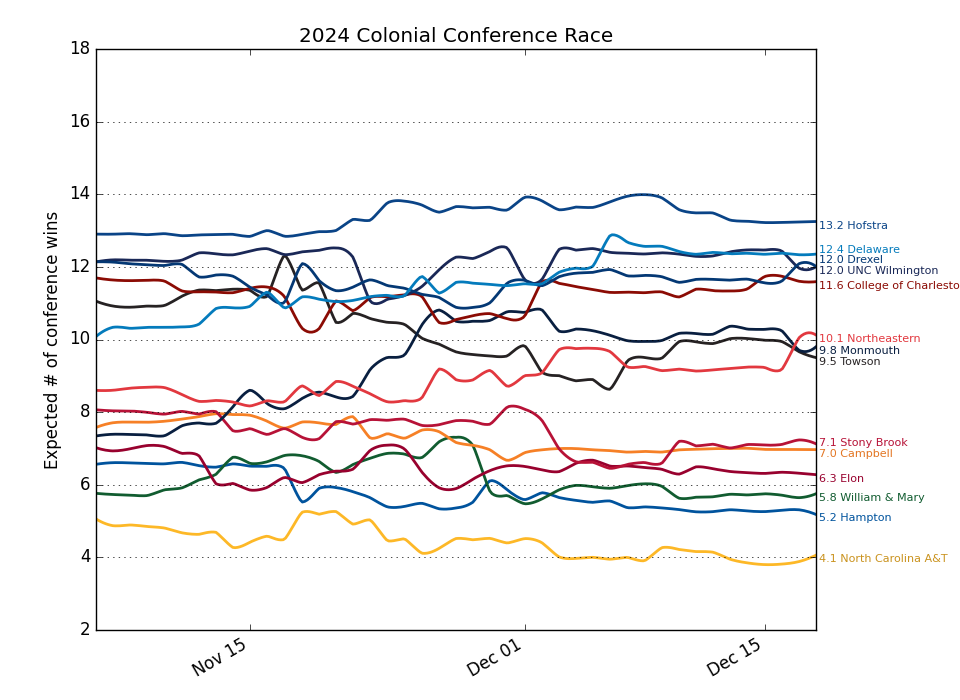 2024 Colonial Conference Race
Expected # of conference wins
18
16
14
12
10
8
6
4
2
Nov 15
Dec 01
Dec 15
13.2 Hofstra
12.4 Delaware
12.0 Drexel
12.0 UNC Wilmington
11.6 College of Charlesto
10.1 Northeastern
9.8 Monmouth
9.5 Towson
7.1 Stony Brook
7.0 Campbell
6.3 Elon
5.8 William & Mary
5.2 Hampton
4.1 North Carolina A&T